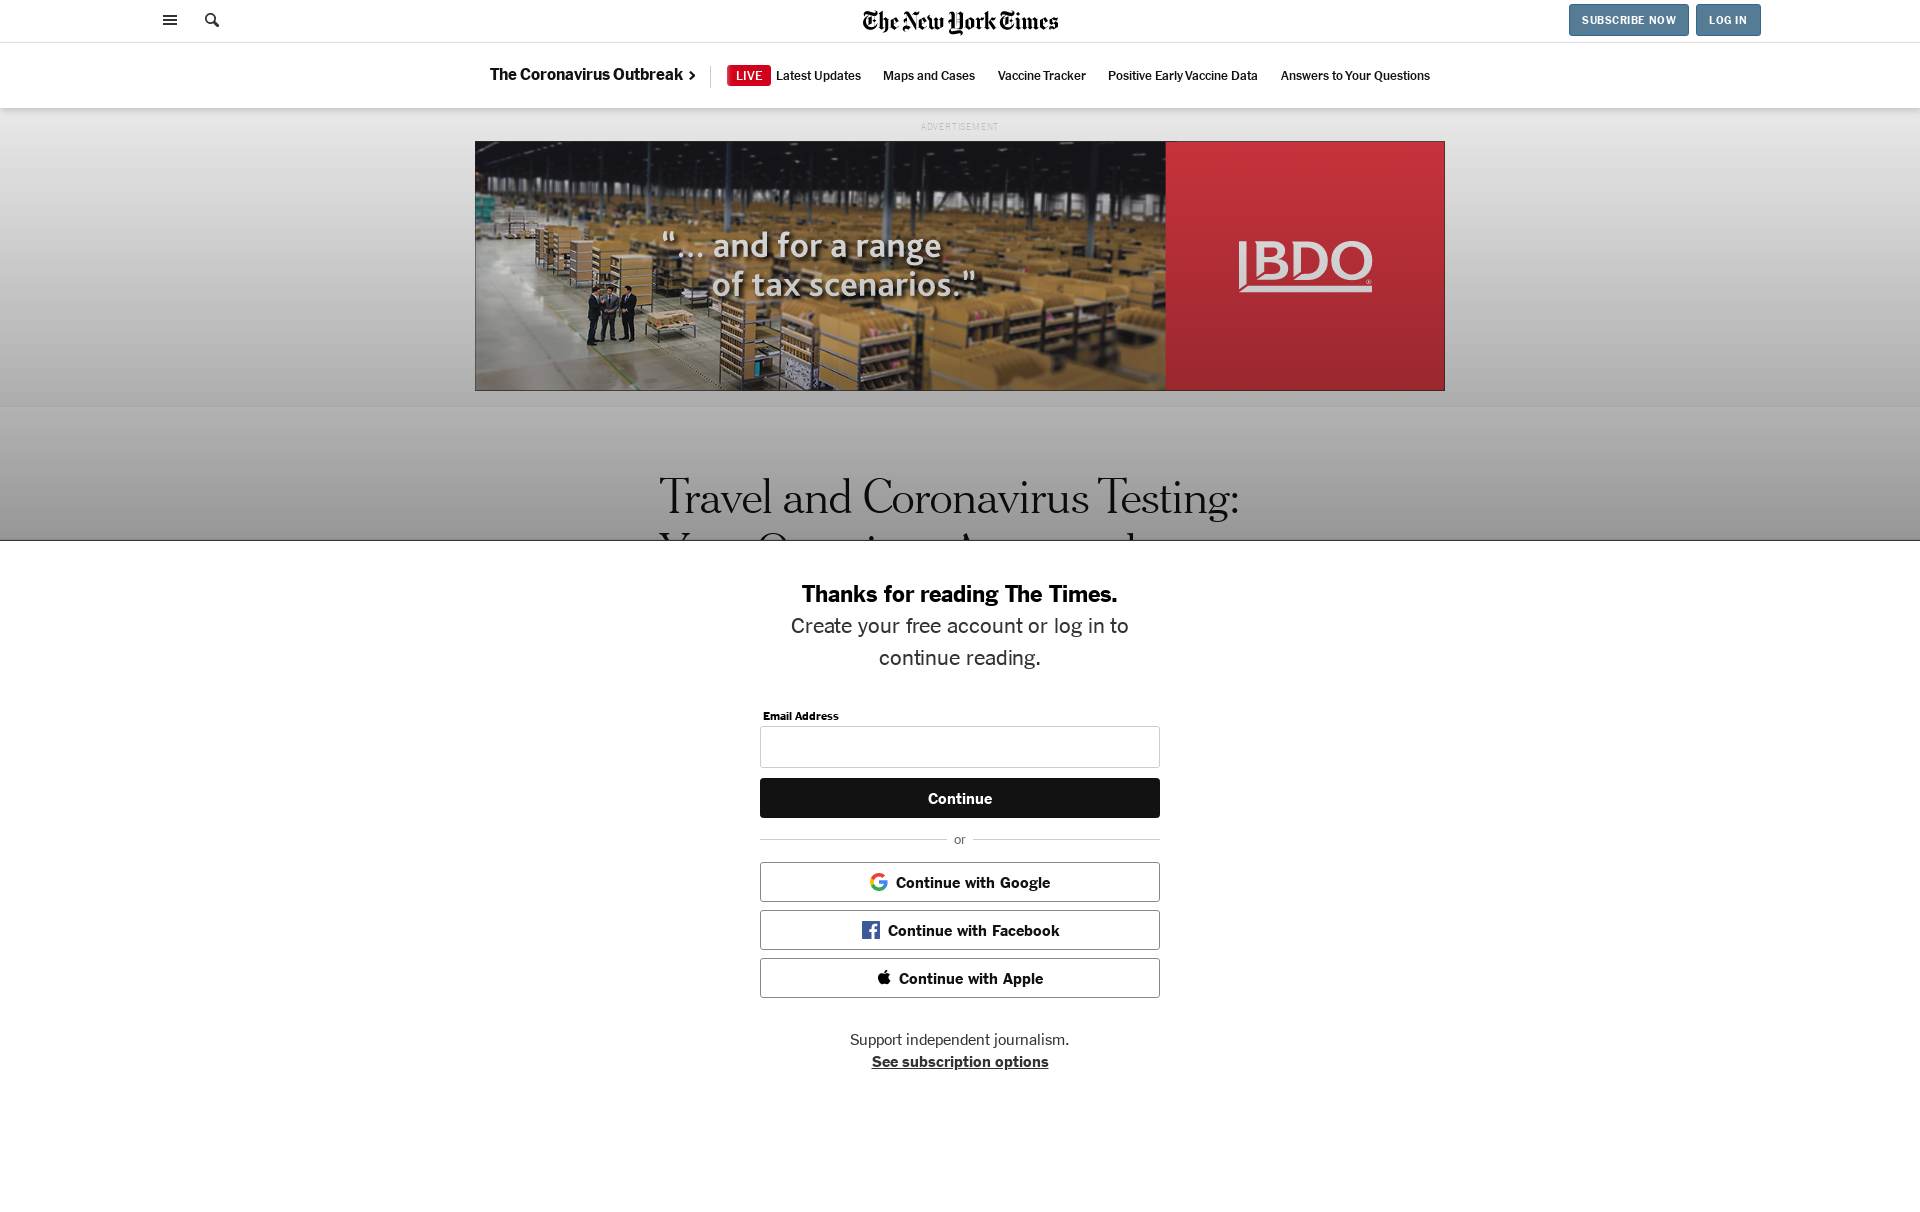 The New York Times
SUBSCRIBE NOW
LOG IN
The Coronavirus Outbreak
LIVE Latest Updates
Maps and Cases
Vaccine Tracker
Positive Early Vaccine Data
Answers to Your Questions
ADVERTISEMENT
“... and for a range
of tax scenarios.”
BDO
Travel and Coronavirus Testing:
Thanks for reading The Times.
Create your free account or log in to
continue reading.
Email Address
Continue
or
Continue with Google
Continue with Facebook
Continue with Apple
Support independent journalism.
See subscription options